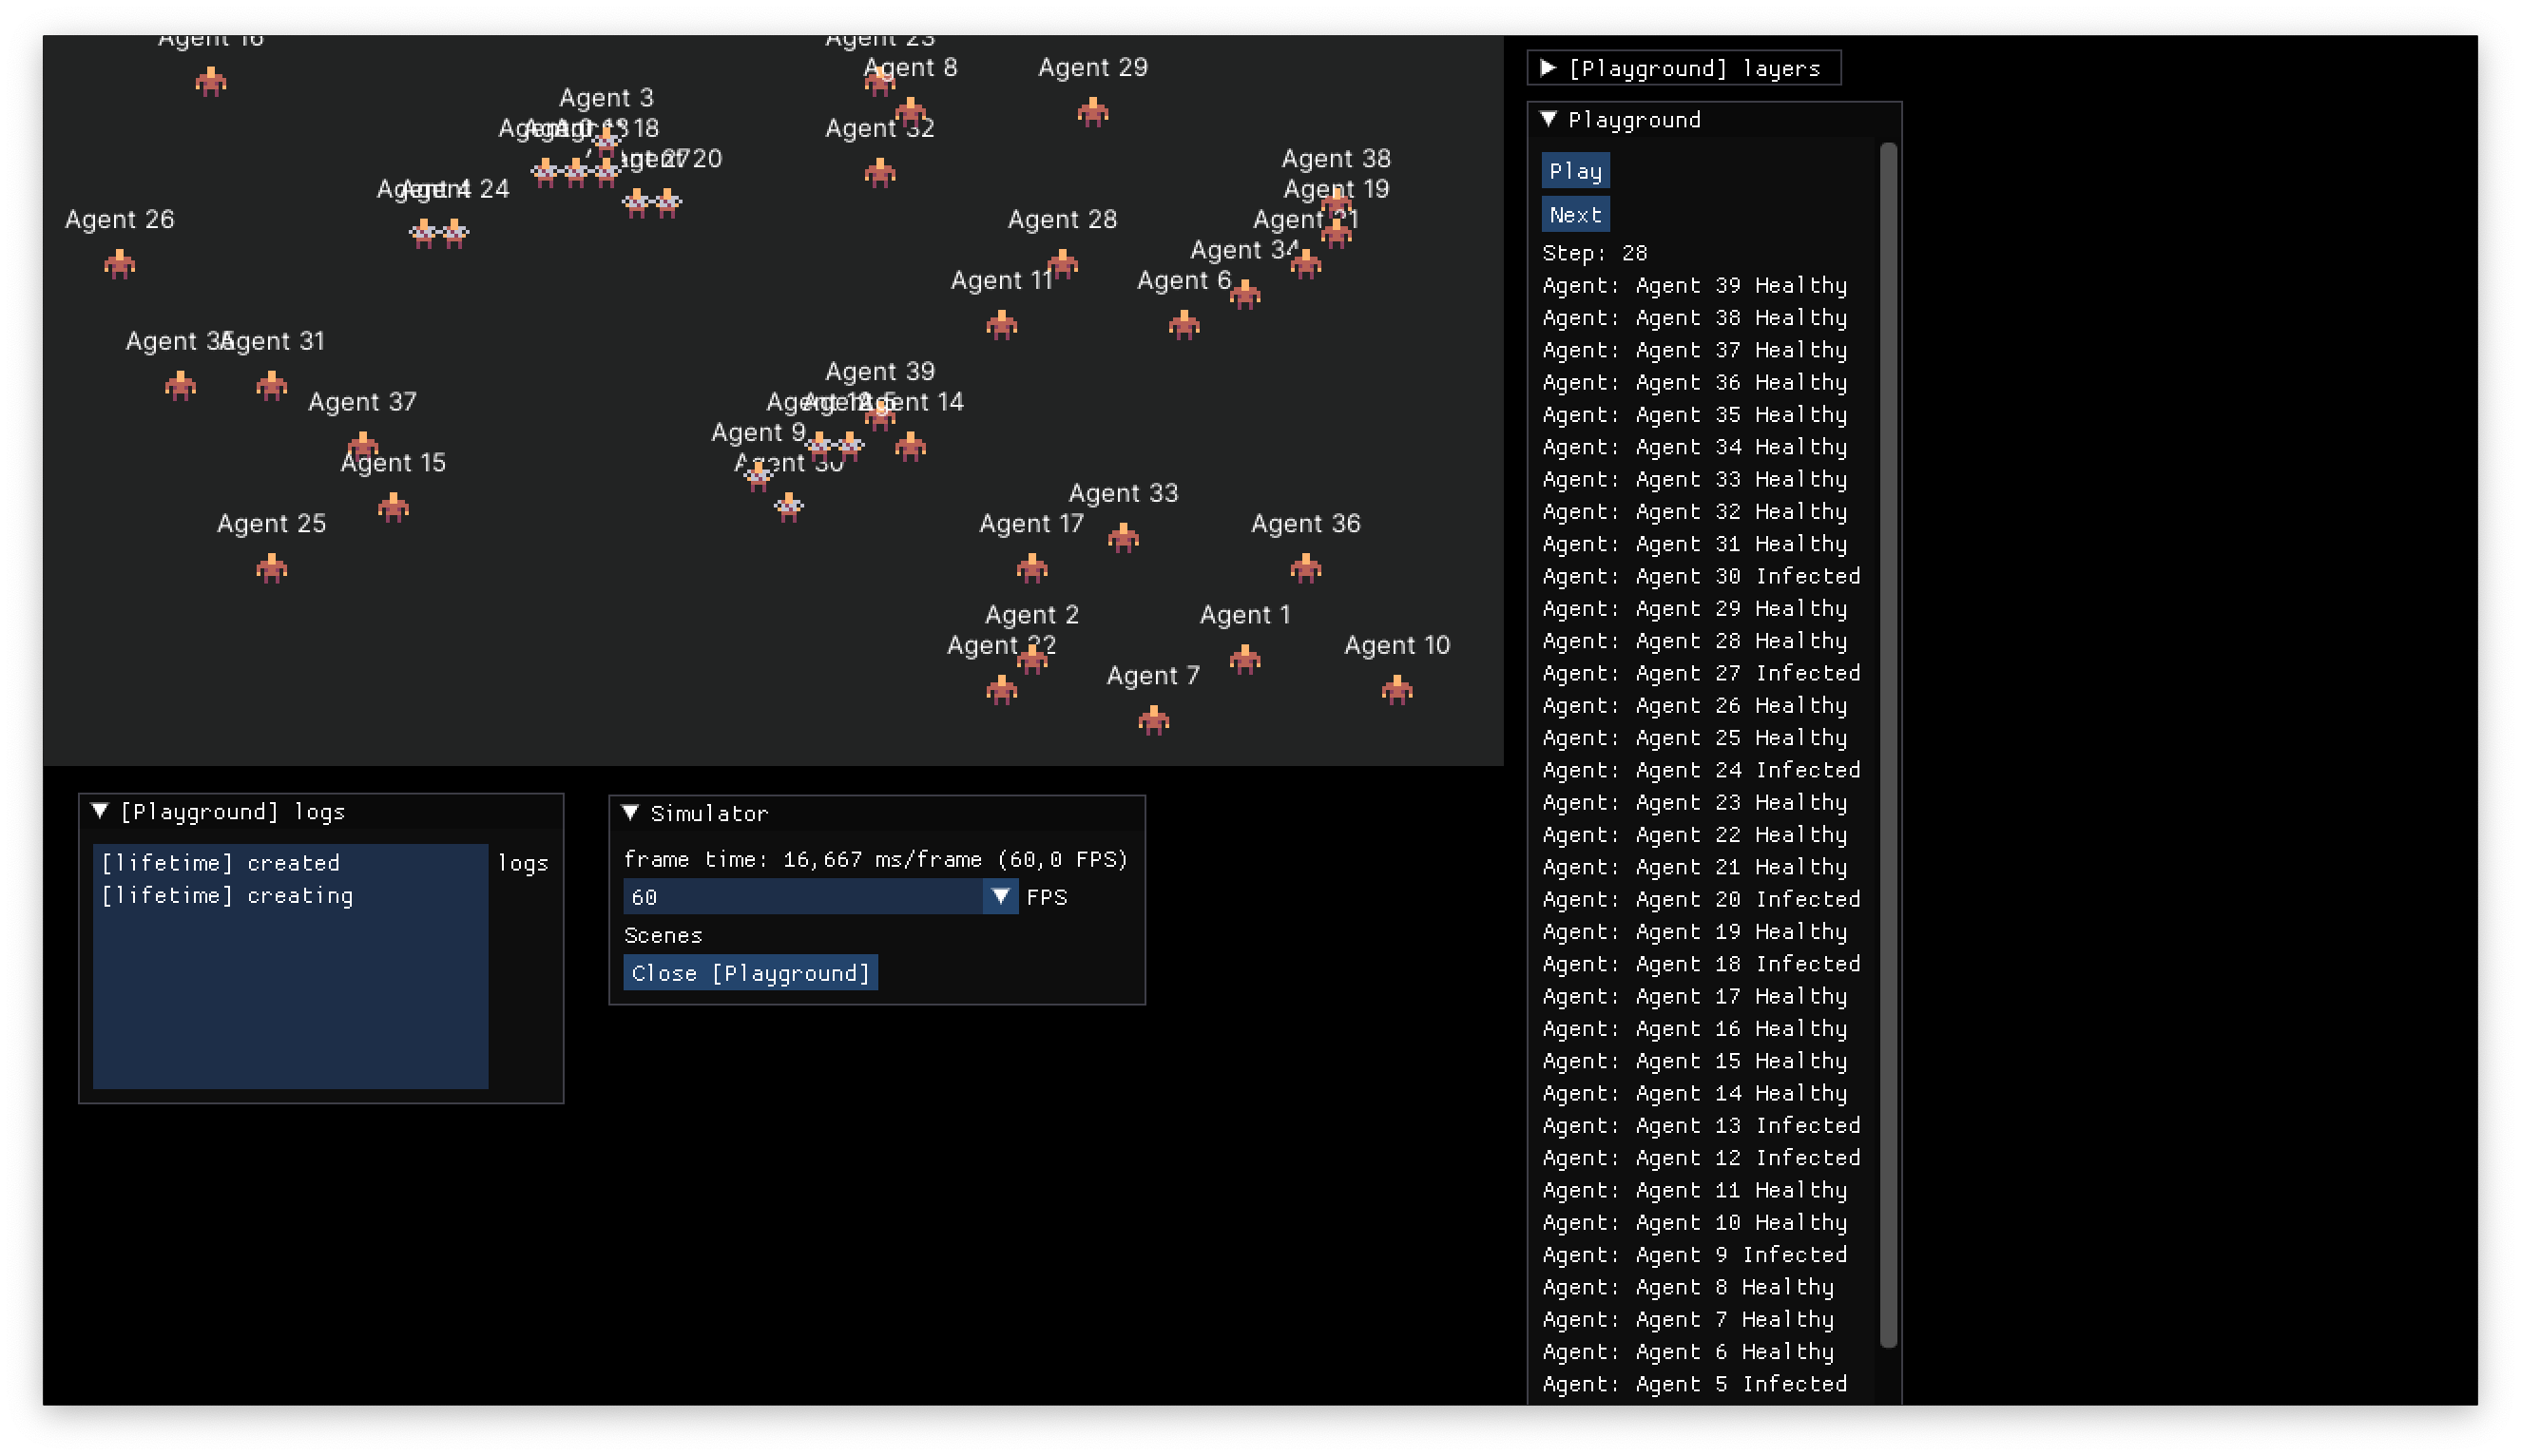 Agent 16
Agent 23
Agent 8
Agent 29
Agent 3
18
Agent 32
20
Agent 38
Agent 4
Agent 24
Agent 19
Agent 26
Agent 28
Agent 21
Agent 34
Agent 11
Agent 6
Agent 31
Agent 39
Agent 37
Agent 14
Agent 9
Agent 15
Agent 30
Agent 33
Agent 25
Agent 17
Agent 36
Agent 2
Agent 1
Agent 22
Agent 10
Agent 7
[Playground] layers
Playground
Play
Next
Step: 28
Agent: Agent 39 Healthy
Agent: Agent 38 Healthy
Agent: Agent 37 Healthy
Agent: Agent 36 Healthy
Agent: Agent 35 Healthy
Agent: Agent 34 Healthy
Agent: Agent 33 Healthy
Agent: Agent 32 Healthy
Agent: Agent 31 Healthy
Agent: Agent 30 Infected
Agent: Agent 29 Healthy
Agent: Agent 28 Healthy
Agent: Agent 27 Infected
Agent: Agent 26 Healthy
Agent: Agent 25 Healthy
Agent: Agent 24 Infected
Agent: Agent 23 Healthy
Agent: Agent 22 Healthy
Agent: Agent 21 Healthy
Agent: Agent 20 Infected
Agent: Agent 19 Healthy
Agent: Agent 18 Infected
Agent: Agent 17 Healthy
Agent: Agent 16 Healthy
Agent: Agent 15 Healthy
Agent: Agent 14 Healthy
Agent: Agent 13 Infected
Agent: Agent 12 Infected
Agent: Agent 11 Healthy
Agent: Agent 10 Healthy
Agent: Agent 9 Infected
Agent: Agent 8 Healthy
Agent: Agent 7 Healthy
Agent: Agent 6 Healthy
Agent: Agent 5 Infected
[Playground] logs
[lifetime] created
[lifetime] creating
logs
Simulator
frame time: 16,667 ms/frame (60,0 FPS)
60
FPS
Scenes
Close [Playground]